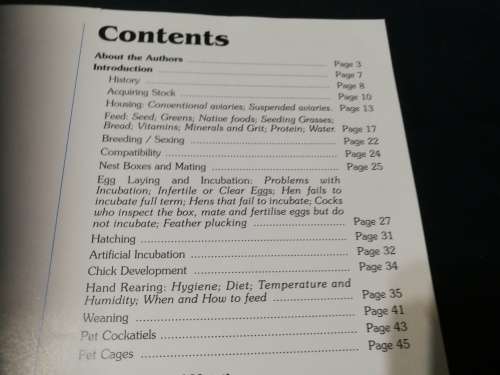 Contents
About the Authors ........ Page 3
Introduction ........ Page 7
History ........ Page 8
Acquiring Stock ........ Page 10
Housing: Conventional aviaries; Suspended aviaries. Page 13
Feed: Seed; Greens; Native foods; Seeding Grasses;
Bread; Vitamins; Minerals and Grit; Protein; Water. Page 17
Breeding / Sexing ........ Page 22
Compatibility ........ Page 24
Nest Boxes and Mating ........ Page 25
Egg Laying and Incubation: Problems with
Incubation; Infertile or Clear Eggs; Hen fails to
incubate full term; Hens that fail to incubate; Cocks
who inspect the box, mate and fertilise eggs but do
not incubate; Feather plucking ........ Page 27
Hatching ........ Page 31
Artificial Incubation ........ Page 32
Chick Development ........ Page 34
Hand Rearing: Hygiene; Diet; Temperature and
Humidity; When and How to feed ........ Page 35
Weaning ........ Page 41
Pet Cockatiels ........ Page 43
Pet Cages ........ Page 45